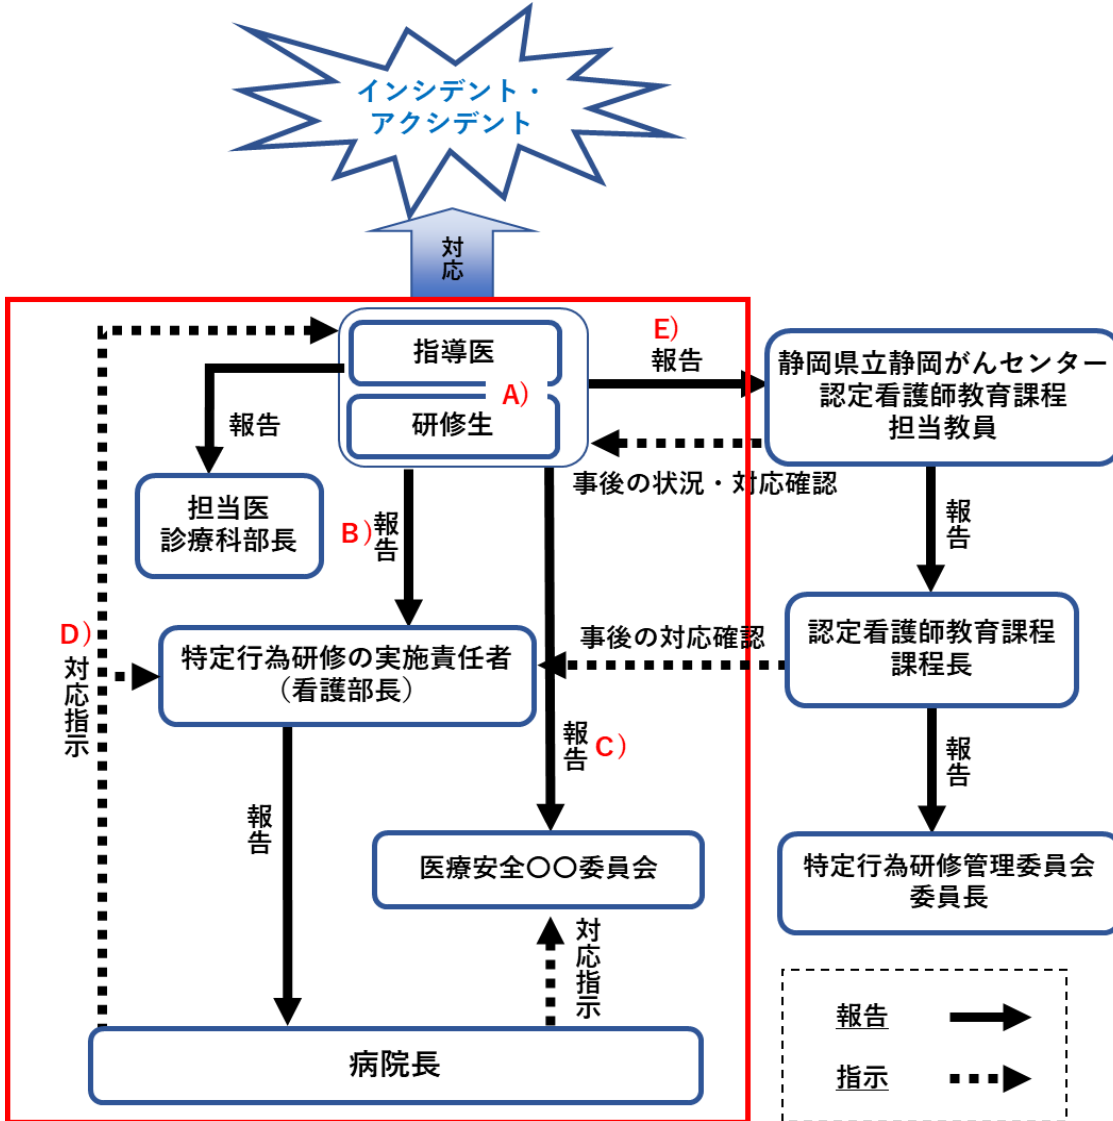 インシデント・
アクシデント
対応
指導医
A)
研修生
E)
報告
静岡県立静岡がんセンター
認定看護師教育課程
担当教員
報告
事後の状況・対応確認
担当医
診療科部長
B)
報告
報告
D)
対応指示
特定行為研修の実施責任者
（看護部長）
事後の対応確認
認定看護師教育課程
課程長
報告
C)
報告
報告
医療安全〇〇委員会
特定行為研修管理委員会
委員長
対応指示
病院長
報告
指示